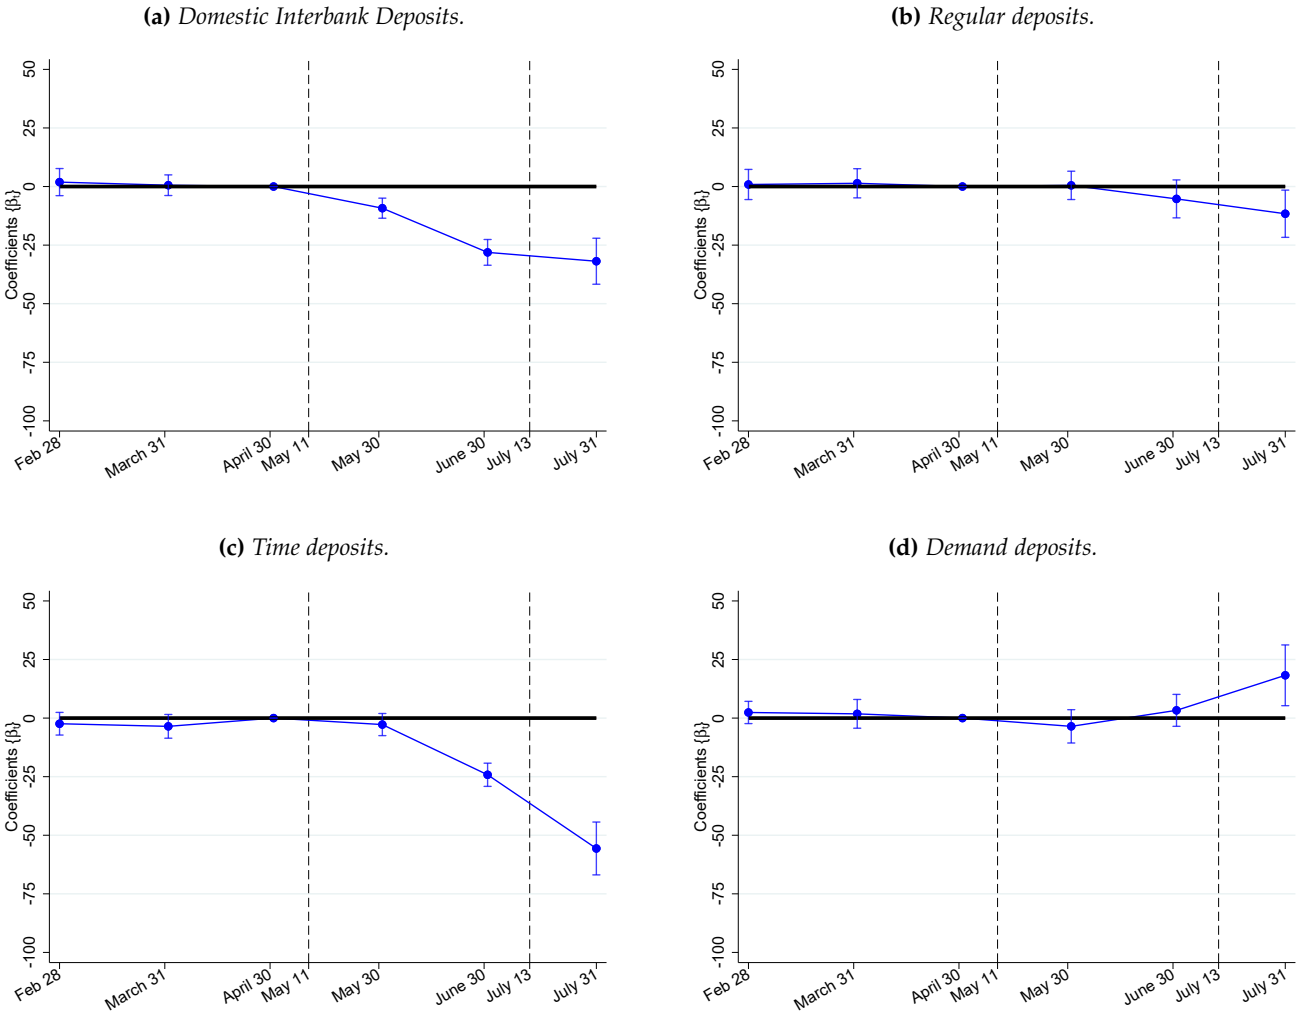 (a) Domestic Interbank Deposits.
50
25
0
-25
-50
-75
-100
Coefficients {βᵢ}
Feb 28
March 31
April 30
May 11
May 30
June 30
July 13
July 31
(b) Regular deposits.
50
25
0
-25
-50
-75
-100
Coefficients {βᵢ}
Feb 28
March 31
April 30
May 11
May 30
June 30
July 13
July 31
(c) Time deposits.
50
25
0
-25
-50
-75
-100
Coefficients {βᵢ}
Feb 28
March 31
April 30
May 11
May 30
June 30
July 13
July 31
(d) Demand deposits.
50
25
0
-25
-50
-75
-100
Coefficients {βᵢ}
Feb 28
March 31
April 30
May 11
May 30
June 30
July 13
July 31